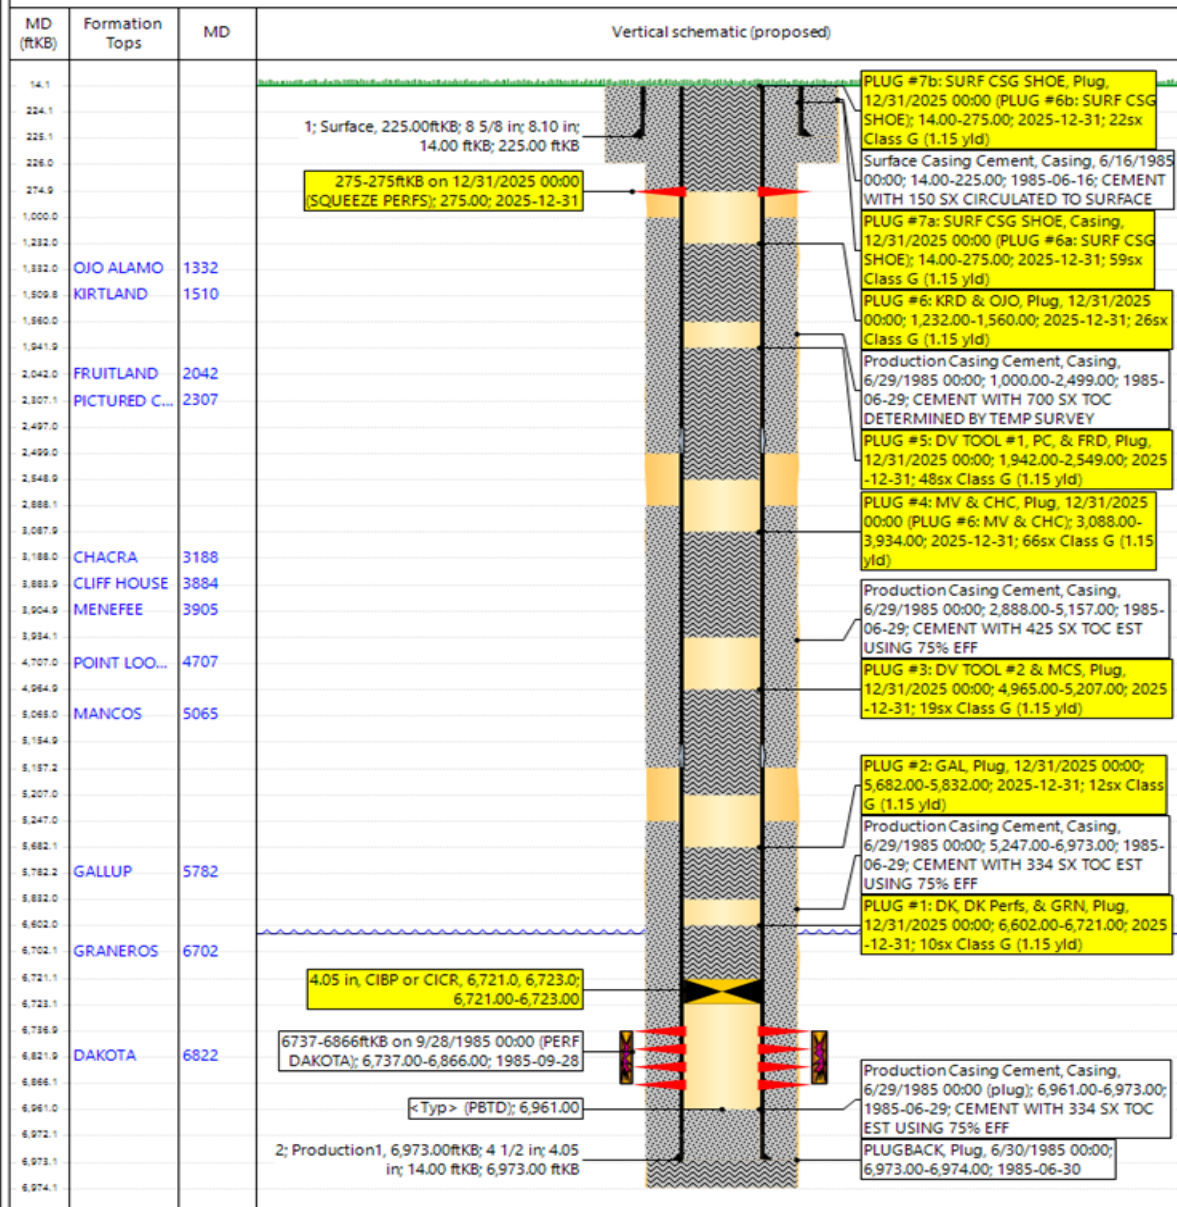 MD
(ftKB)
Formation
Tops
MD
Vertical schematic (proposed)
14.1
224.1
225.1
226.0
274.9
1,000.0
1,232.0
1,332.0
1,509.8
1,560.0
1,941.9
2,042.0
2,307.1
2,497.0
2,499.0
2,548.9
2,888.1
3,087.9
3,188.0
3,883.9
3,904.9
3,934.1
4,707.0
4,964.9
5,065.0
5,154.9
5,157.2
5,207.0
5,247.0
5,682.1
5,782.2
5,832.0
6,602.0
6,702.1
6,721.1
6,723.1
6,736.9
6,821.9
6,866.1
6,961.0
6,972.1
6,973.1
6,974.1
OJO ALAMO 1332
KIRTLAND 1510
FRUITLAND 2042
PICTURED C... 2307
CHACRA 3188
CLIFF HOUSE 3884
MENEFEE 3905
POINT LOO... 4707
MANCOS 5065
GALLUP 5782
GRANEROS 6702
DAKOTA 6822
1; Surface, 225.00ftKB; 8 5/8 in; 8.10 in;
14.00 ftKB; 225.00 ftKB
275-275ftKB on 12/31/2025 00:00
(SQUEEZE PERFS); 275.00; 2025-12-31
4.05 in, CIBP or CICR, 6,721.0, 6,723.0;
6,721.00-6,723.00
6737-6866ftKB on 9/28/1985 00:00 (PERF
DAKOTA); 6,737.00-6,866.00; 1985-09-28
<Typ> (PBTD); 6,961.00
2; Production1, 6,973.00ftKB; 4 1/2 in; 4.05
in; 14.00 ftKB; 6,973.00 ftKB
PLUG #7b: SURF CSG SHOE, Plug,
12/31/2025 00:00 (PLUG #6b: SURF CSG
SHOE); 14.00-275.00; 2025-12-31; 22sx
Class G (1.15 yld)
Surface Casing Cement, Casing, 6/16/1985
00:00; 14.00-225.00; 1985-06-16; CEMENT
WITH 150 SX CIRCULATED TO SURFACE
PLUG #7a: SURF CSG SHOE, Casing,
12/31/2025 00:00 (PLUG #6a: SURF CSG
SHOE); 14.00-275.00; 2025-12-31; 59sx
Class G (1.15 yld)
PLUG #6: KRD & OJO, Plug, 12/31/2025
00:00; 1,232.00-1,560.00; 2025-12-31; 26sx
Class G (1.15 yld)
Production Casing Cement, Casing,
6/29/1985 00:00; 1,000.00-2,499.00; 1985-
06-29; CEMENT WITH 700 SX TOC
DETERMINED BY TEMP SURVEY
PLUG #5: DV TOOL #1, PC, & FRD, Plug,
12/31/2025 00:00; 1,942.00-2,549.00; 2025
-12-31; 48sx Class G (1.15 yld)
PLUG #4: MV & CHC, Plug, 12/31/2025
00:00 (PLUG #6: MV & CHC); 3,088.00-
3,934.00; 2025-12-31; 66sx Class G (1.15
yld)
Production Casing Cement, Casing,
6/29/1985 00:00; 2,888.00-5,157.00; 1985-
06-29; CEMENT WITH 425 SX TOC EST
USING 75% EFF
PLUG #3: DV TOOL #2 & MCS, Plug,
12/31/2025 00:00; 4,965.00-5,207.00; 2025
-12-31; 19sx Class G (1.15 yld)
PLUG #2: GAL, Plug, 12/31/2025 00:00;
5,682.00-5,832.00; 2025-12-31; 12sx Class
G (1.15 yld)
Production Casing Cement, Casing,
6/29/1985 00:00; 5,247.00-6,973.00; 1985-
06-29; CEMENT WITH 334 SX TOC EST
USING 75% EFF
PLUG #1: DK, DK Perfs, & GRN, Plug,
12/31/2025 00:00; 6,602.00-6,721.00; 2025
-12-31; 10sx Class G (1.15 yld)
Production Casing Cement, Casing,
6/29/1985 00:00 (plug); 6,961.00-6,973.00;
1985-06-29; CEMENT WITH 334 SX TOC
EST USING 75% EFF
PLUGBACK, Plug, 6/30/1985 00:00;
6,973.00-6,974.00; 1985-06-30